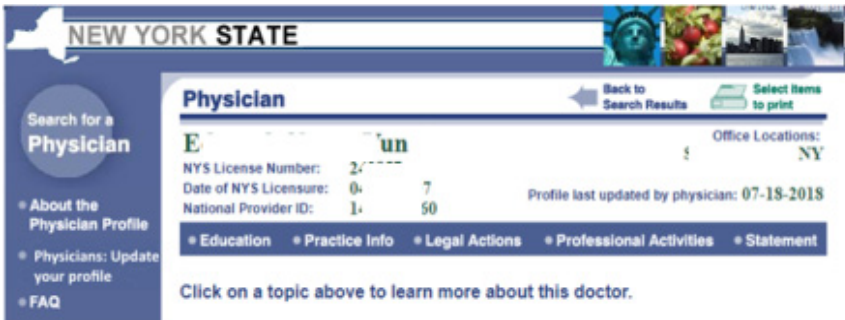 NEW YORK STATE
Search for a
Physician
About the
Physician Profile
Physicians: Update
your profile
FAQ
Physician
Back to
Search Results
Select items
to print
Office Locations:
NY
NYS License Number:
Date of NYS Licensure:
National Provider ID:
Profile last updated by physician: 07-18-2018
Education Practice Info Legal Actions Professional Activities Statement
Click on a topic above to learn more about this doctor.